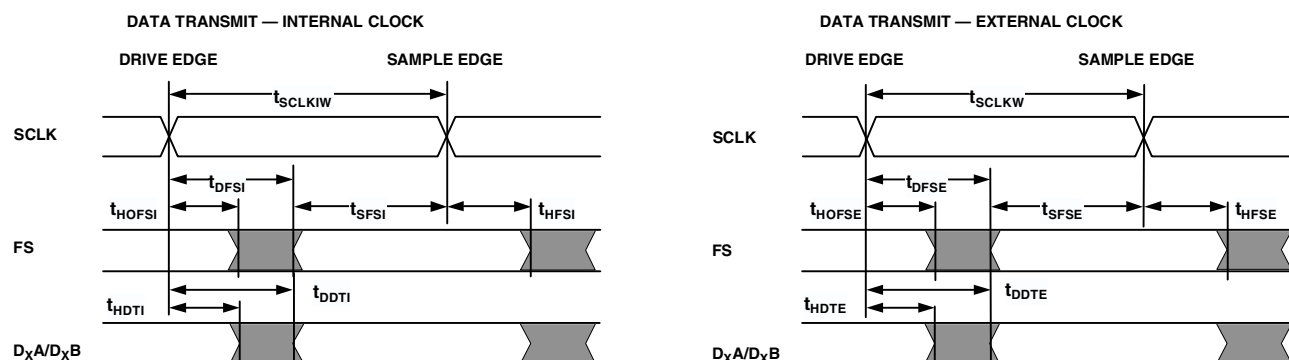 DATA TRANSMIT — INTERNAL CLOCK
DRIVE EDGE
SAMPLE EDGE
tSCLKIW
SCLK
tDFSI
tHOFSI
tSFSI
tHFSI
FS
tDDTI
tHDTI
DXA/DXB
DATA TRANSMIT — EXTERNAL CLOCK
DRIVE EDGE
SAMPLE EDGE
tSCLKW
SCLK
tDFSE
tHOFSE
tSFSE
tHFSE
FS
tDDTE
tHDTE
DXA/DXB